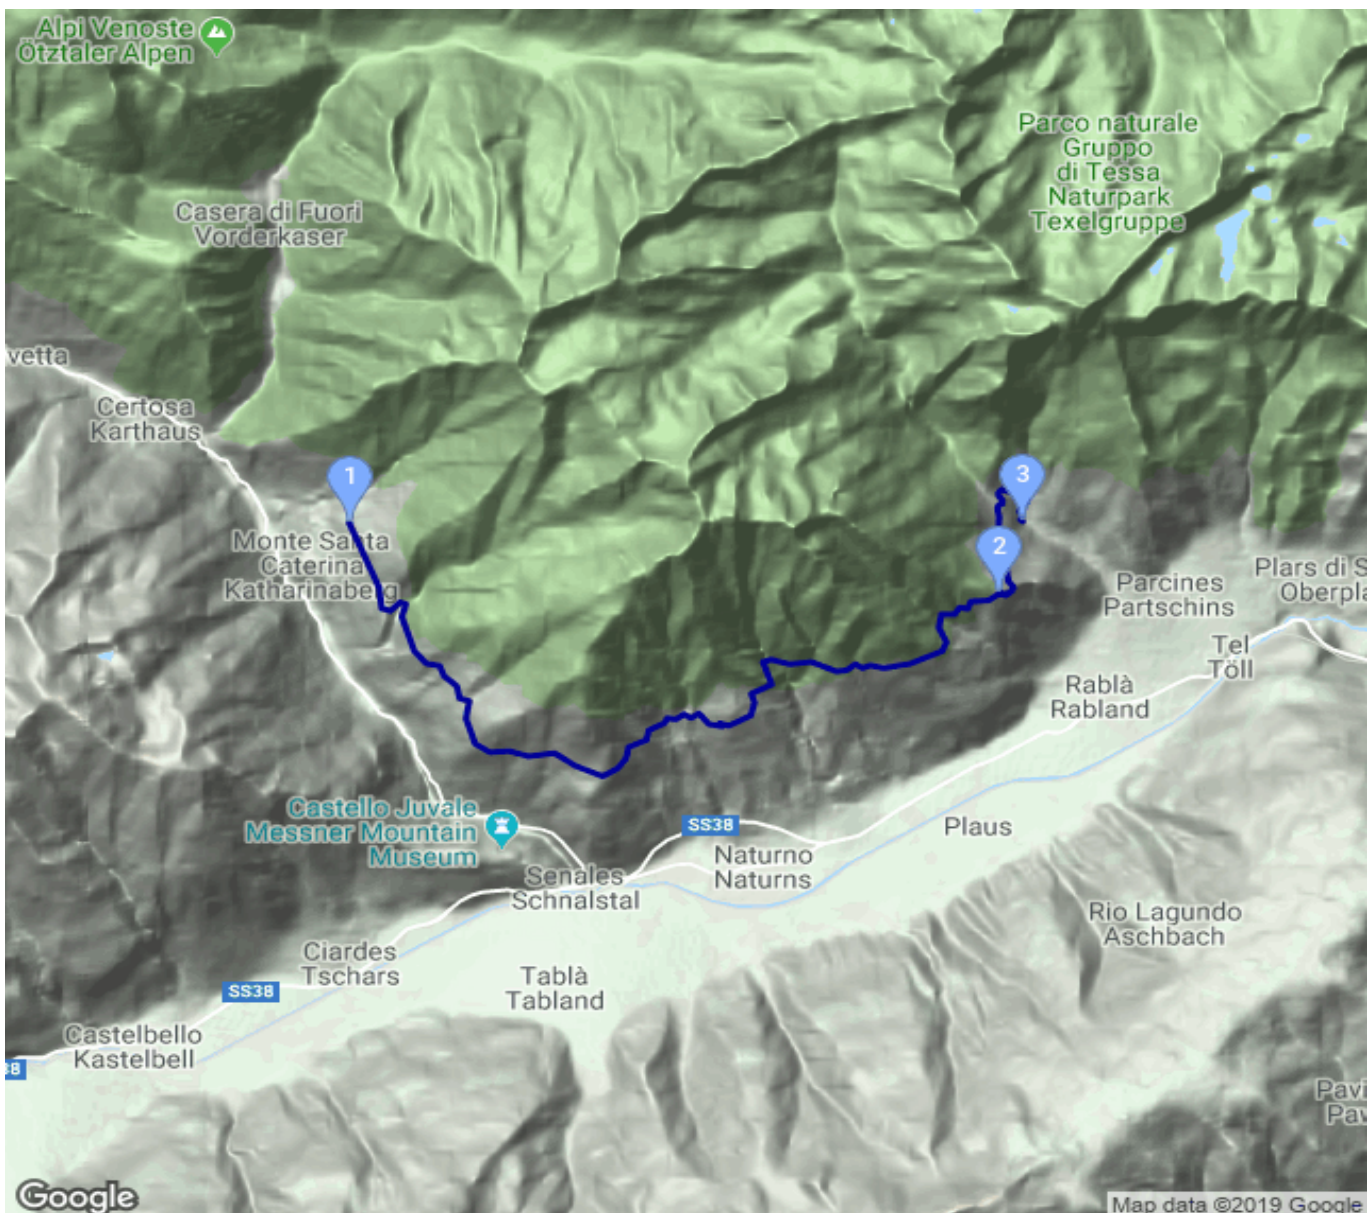 Alpi Venoste
Ötztaler Alpen
Parco naturale
Gruppo
di Tessa
Naturpark
Texelgruppe
Casera di Fuori
Vorderkaser
vetta
Certosa
Karthaus
1
3
2
Monte Santa
Caterina
Katharinaberg
Parcines
Partschins
Plars di S
Oberpla
Tel
Töll
Rablà
Rabland
Castello Juvale
Messner Mountain
Museum
SS38
Plaus
Naturno
Naturns
Senales
Schnalstal
Rio Lagundo
Aschbach
Ciardes
Tschars
Tablà
Tabland
SS38
Castelbello
Kastelbell
38
Pavi
Pav
Google
Map data ©2019 Google